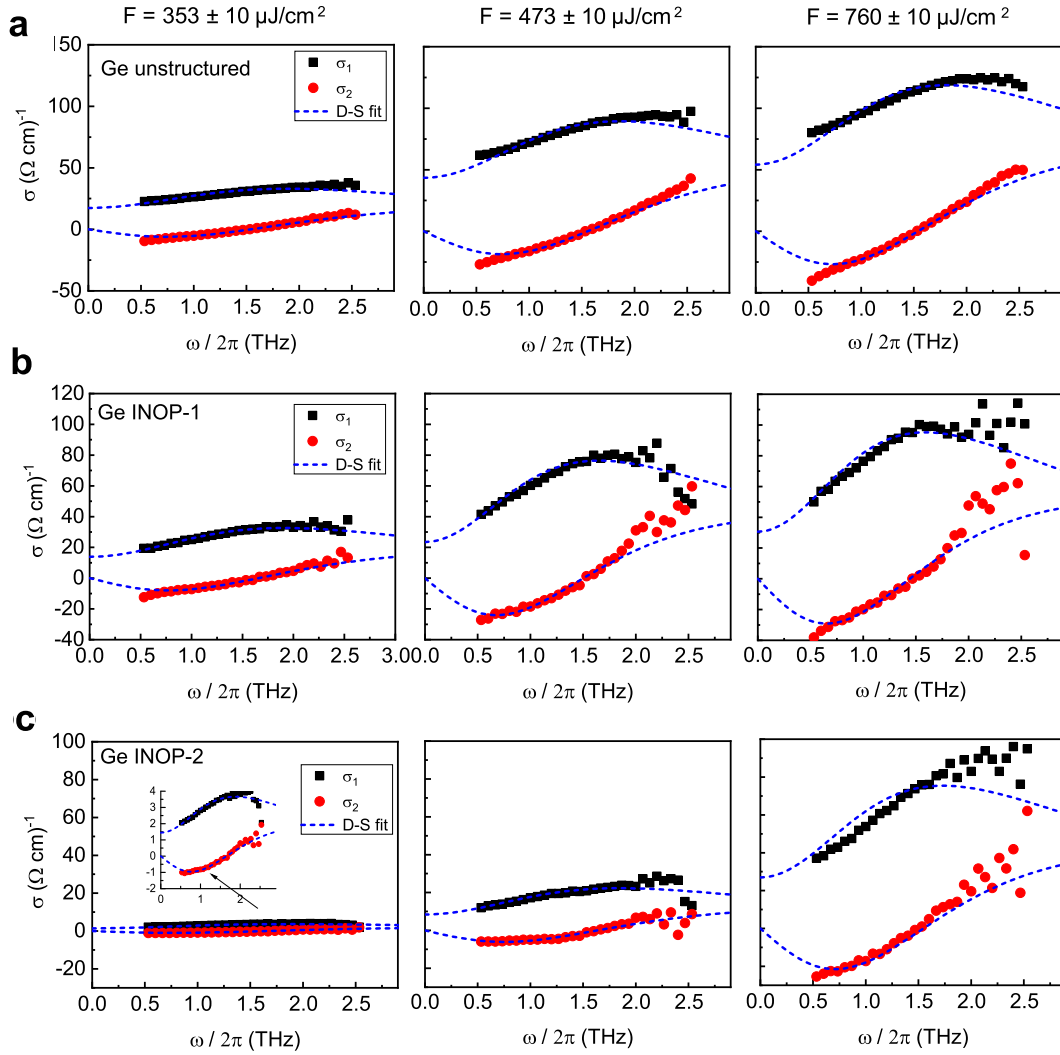 F = 353 ± 10 μJ/cm²
F = 473 ± 10 μJ/cm²
F = 760 ± 10 μJ/cm²
a
Ge unstructured
σ₁
σ₂
D-S fit
150
100
50
0
-50
σ (Ω cm)⁻¹
0.0 0.5 1.0 1.5 2.0 2.5
0.0 0.5 1.0 1.5 2.0 2.5
0.0 0.5 1.0 1.5 2.0 2.5
ω / 2π (THz)
ω / 2π (THz)
ω / 2π (THz)
b
Ge INOP-1
σ₁
σ₂
D-S fit
120
100
80
60
40
20
0
-20
-40
σ (Ω cm)⁻¹
0.0 0.5 1.0 1.5 2.0 2.5 3.0
0.0 0.5 1.0 1.5 2.0 2.5
0.0 0.5 1.0 1.5 2.0 2.5
ω / 2π (THz)
ω / 2π (THz)
ω / 2π (THz)
c
Ge INOP-2
σ₁
σ₂
D-S fit
4
3
2
1
0
-1
-2
0 1 2
100
80
60
40
20
0
-20
σ (Ω cm)⁻¹
0.0 0.5 1.0 1.5 2.0 2.5
0.0 0.5 1.0 1.5 2.0 2.5
0.0 0.5 1.0 1.5 2.0 2.5
ω / 2π (THz)
ω / 2π (THz)
ω / 2π (THz)